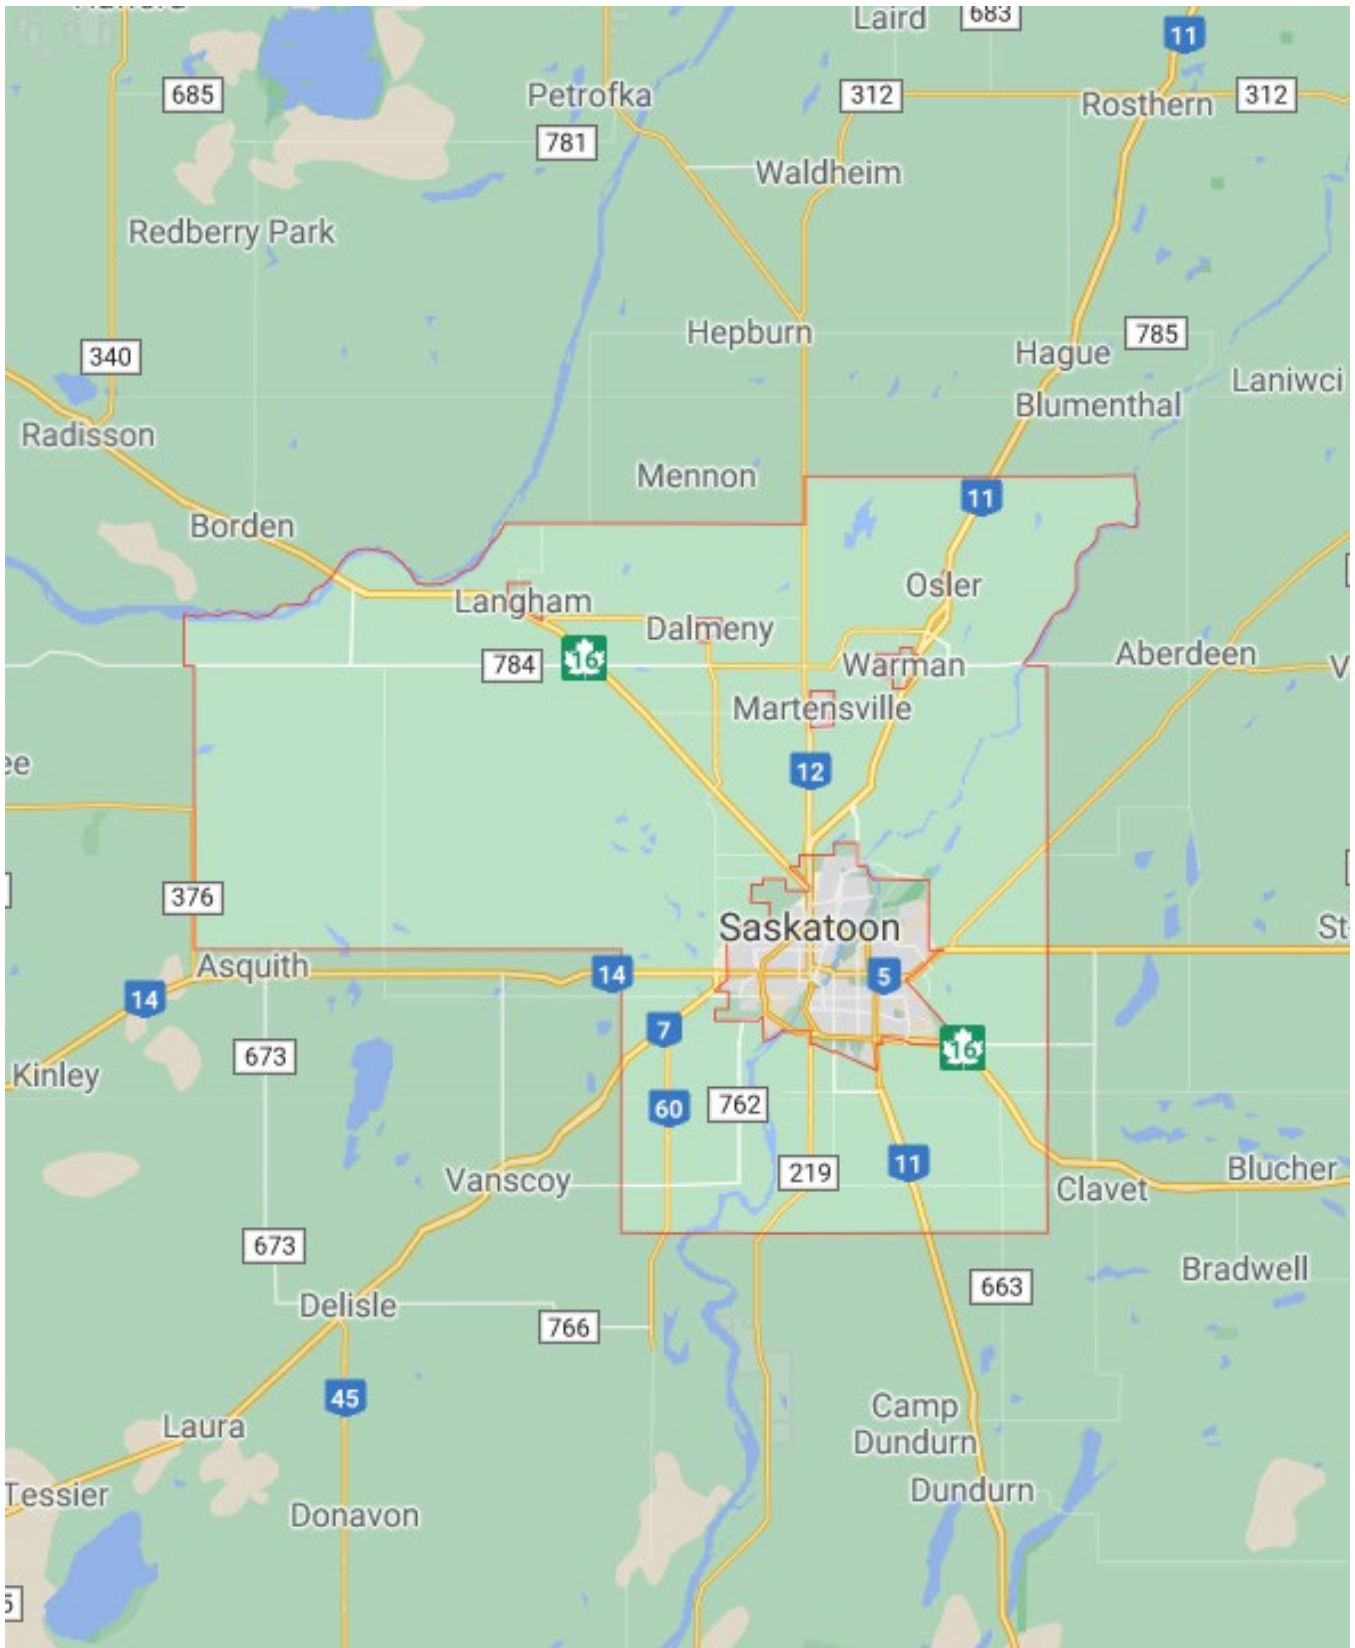 Laird
683
11
685
Petrofka
312
Rosthern
312
781
Waldheim
Redberry Park
Hepburn
785
340
Hague
Laniwci
Blumenthal
Radisson
Mennon
11
Borden
Osler
Langham
Dalmeny
Aberdeen
784
16
Warman
Martensville
12
376
Saskatoon
Asquith
14
5
14
7
16
673
Kinley
60
762
11
219
Blucher
Vanscoy
Clavet
673
Bradwell
663
Delisle
766
45
Camp
Dundurn
Laura
Dundurn
Tessier
Donavon